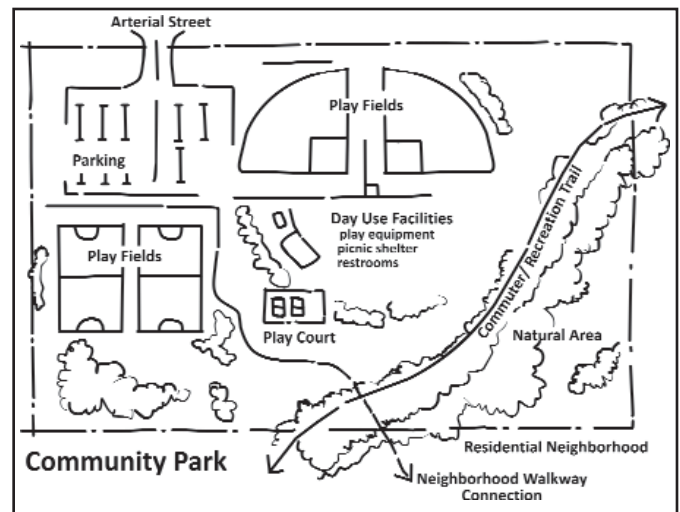 Arterial Street
Play Fields
Parking
Day Use Facilities
play equipment
picnic shelter
restrooms
Play Fields
Commuter/Recreation Trail
Play Court
Natural Area
Residential Neighborhood
Community Park
Neighborhood Walkway
Connection